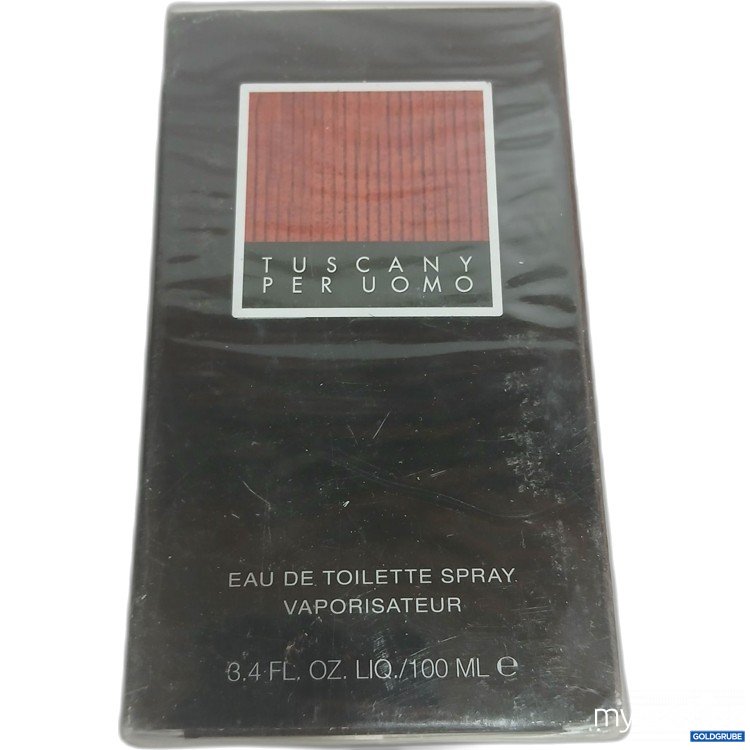 TUSCANY
PER UOMO
EAU DE TOILETTE SPRAY
VAPORISATEUR
3.4 FL. OZ. LIQ./100 ML ℮
GOLDGRUBE